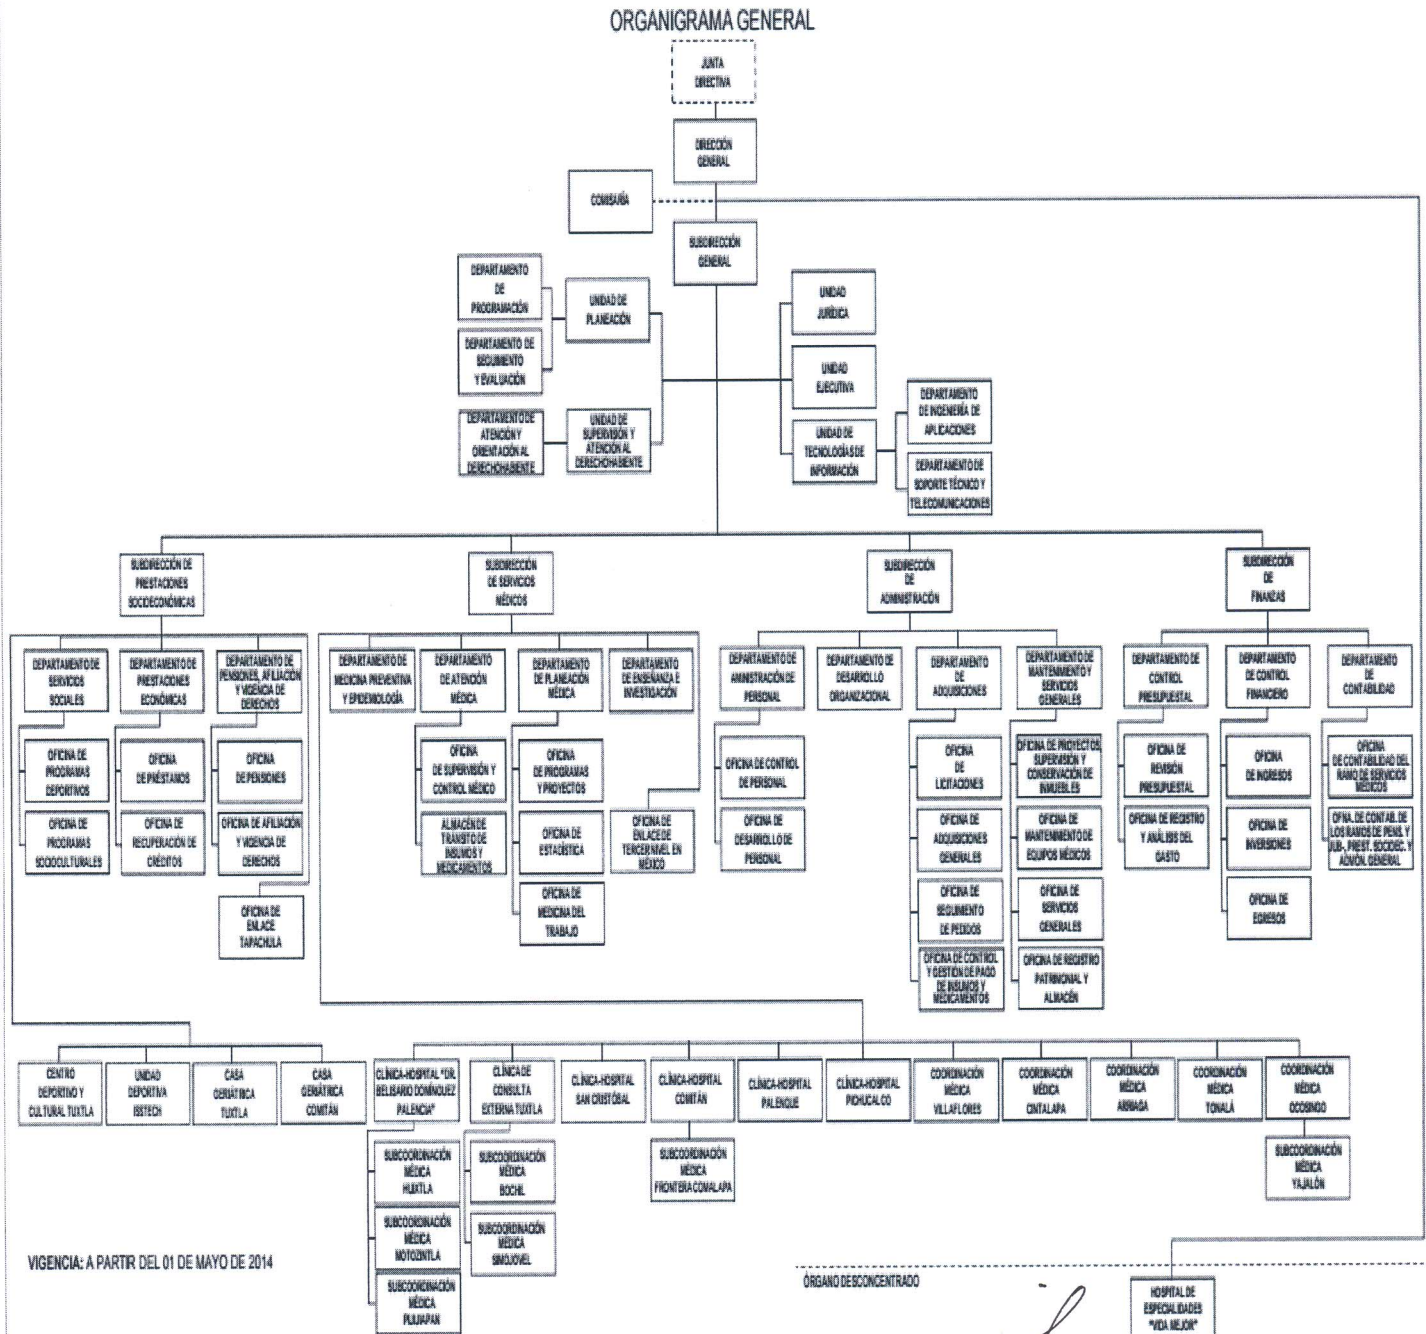 ORGANIGRAMA GENERAL
JUNTA
DIRECTIVA
DIRECCIÓN
GENERAL
COMISARÍA
SUBDIRECCIÓN
GENERAL
DEPARTAMENTO
DE
PROGRAMACIÓN
UNIDAD DE
PLANEACIÓN
DEPARTAMENTO DE
SEGUIMIENTO
Y EVALUACIÓN
DEPARTAMENTO DE
ATENCIÓN Y
ORIENTACIÓN AL
DERECHOHABIENTE
UNIDAD DE
SUPERVISIÓN Y
ATENCIÓN AL
DERECHOHABIENTE
UNIDAD
JURÍDICA
UNIDAD
EJECUTIVA
UNIDAD DE
TECNOLOGÍAS DE
INFORMACIÓN
DEPARTAMENTO
DE INGENIERÍA DE
APLICACIONES
DEPARTAMENTO DE
SOPORTE TÉCNICO Y
TELECOMUNICACIONES
SUBDIRECCIÓN DE
PRESTACIONES
SOCIOECONÓMICAS
SUBDIRECCIÓN
DE SERVICIOS
MÉDICOS
SUBDIRECCIÓN
DE
ADMINISTRACIÓN
SUBDIRECCIÓN
DE
FINANZAS
DEPARTAMENTO DE
SERVICIOS
SOCIALES
DEPARTAMENTO DE
PRESTACIONES
ECONÓMICAS
DEPARTAMENTO DE
PENSIONES, AFILIACIÓN
Y VIGENCIA DE
DERECHOS
DEPARTAMENTO DE
MEDICINA PREVENTIVA
Y EPIDEMIOLOGÍA
DEPARTAMENTO
DE ATENCIÓN
MÉDICA
DEPARTAMENTO
DE PLANEACIÓN
MÉDICA
DEPARTAMENTO
DE ENSEÑANZA E
INVESTIGACIÓN
DEPARTAMENTO DE
AMINISTRACIÓN DE
PERSONAL
DEPARTAMENTO DE
DESARROLLO
ORGANIZACIONAL
DEPARTAMENTO
DE
ADQUISICIONES
DEPARTAMENTO DE
MANTENIMIENTO Y
SERVICIOS
GENERALES
DEPARTAMENTO DE
CONTROL
PRESUPUESTAL
DEPARTAMENTO
DE CONTROL
FINANCIERO
DEPARTAMENTO
DE CONTABILIDAD
OFICINA DE
PROGRAMAS
DEPORTIVOS
OFICINA
DE PRÉSTAMOS
OFICINA
DE PENSIONES
OFICINA
DE SUPERVISIÓN Y
CONTROL MÉDICO
OFICINA
DE PROGRAMAS
Y PROYECTOS
OFICINA DE CONTROL
DE PERSONAL
OFICINA
DE
LICITACIONES
OFICINA DE PROYECTOS,
SUPERVISIÓN Y
CONSERVACIÓN DE
INMUEBLES
OFICINA DE
REVISIÓN
PRESUPUESTAL
OFICINA
DE INGRESOS
OFICINA
DE CONTABILIDAD DEL
RAMO DE SERVICIOS
MÉDICOS
OFICINA DE
PROGRAMAS
SOCIOCULTURALES
OFICINA DE
RECUPERACIÓN DE
CRÉDITOS
OFICINA DE AFILIACIÓN
Y VIGENCIA DE
DERECHOS
ALMACÉN DE
TRÁNSITO DE
INSUMOS Y
MEDICAMENTOS
OFICINA DE
ESTADÍSTICA
OFICINA DE
ENLACE DE
TERCER NIVEL EN
MÉXICO
OFICINA DE
DESARROLLO DE
PERSONAL
OFICINA DE
ADQUISICIONES
GENERALES
OFICINA DE
MANTENIMIENTO DE
EQUIPOS MÉDICOS
OFICINA DE REGISTRO
Y ANÁLISIS DEL
GASTO
OFICINA DE
INVERSIONES
OFNA. DE CONTAB. DE
LOS RAMOS DE PENS. Y
JUB., PREST. SOCIOEC. Y
ADMÓN. GENERAL
OFICINA DE
ENLACE
TAPACHULA
OFICINA DE
MEDICINA DEL
TRABAJO
OFICINA DE
SEGUIMIENTO
DE PEDIDOS
OFICINA DE
SERVICIOS
GENERALES
OFICINA DE
EGRESOS
OFICINA DE CONTROL
Y GESTIÓN DE PAGO
DE INSUMOS Y
MEDICAMENTOS
OFICINA DE REGISTRO
PATRIMONIAL Y
ALMACÉN
CENTRO
DEPORTIVO Y
CULTURAL TUXTLA
UNIDAD
DEPORTIVA
ISSTECH
CASA
GERIÁTRICA
TUXTLA
CASA
GERIÁTRICA
COMITÁN
CLÍNICA-HOSPITAL "DR.
BELISARIO DOMÍNGUEZ
PALENCIA"
CLÍNICA DE
CONSULTA
EXTERNA TUXTLA
CLÍNICA-HOSPITAL
SAN CRISTÓBAL
CLÍNICA-HOSPITAL
COMITÁN
CLÍNICA-HOSPITAL
PALENQUE
CLÍNICA-HOSPITAL
PICHUCALCO
COORDINACIÓN
MÉDICA
VILLAFLORES
COORDINACIÓN
MÉDICA
CINTALAPA
COORDINACIÓN
MÉDICA
ARRIAGA
COORDINACIÓN
MÉDICA
TONALÁ
COORDINACIÓN
MÉDICA
OCOSINGO
SUBCOORDINACIÓN
MÉDICA
HUIXTLA
SUBCOORDINACIÓN
MÉDICA
BOCHIL
SUBCOORDINACIÓN
MÉDICA
FRONTERA COMALAPA
SUBCOORDINACIÓN
MÉDICA
YAJALÓN
SUBCOORDINACIÓN
MÉDICA
MOTOZINTLA
SUBCOORDINACIÓN
MÉDICA
SIMOJOVEL
SUBCOORDINACIÓN
MÉDICA
PIJIJIAPAN
VIGENCIA: A PARTIR DEL 01 DE MAYO DE 2014
ÓRGANO DESCONCENTRADO
HOSPITAL DE
ESPECIALIDADES
"VIDA MEJOR"